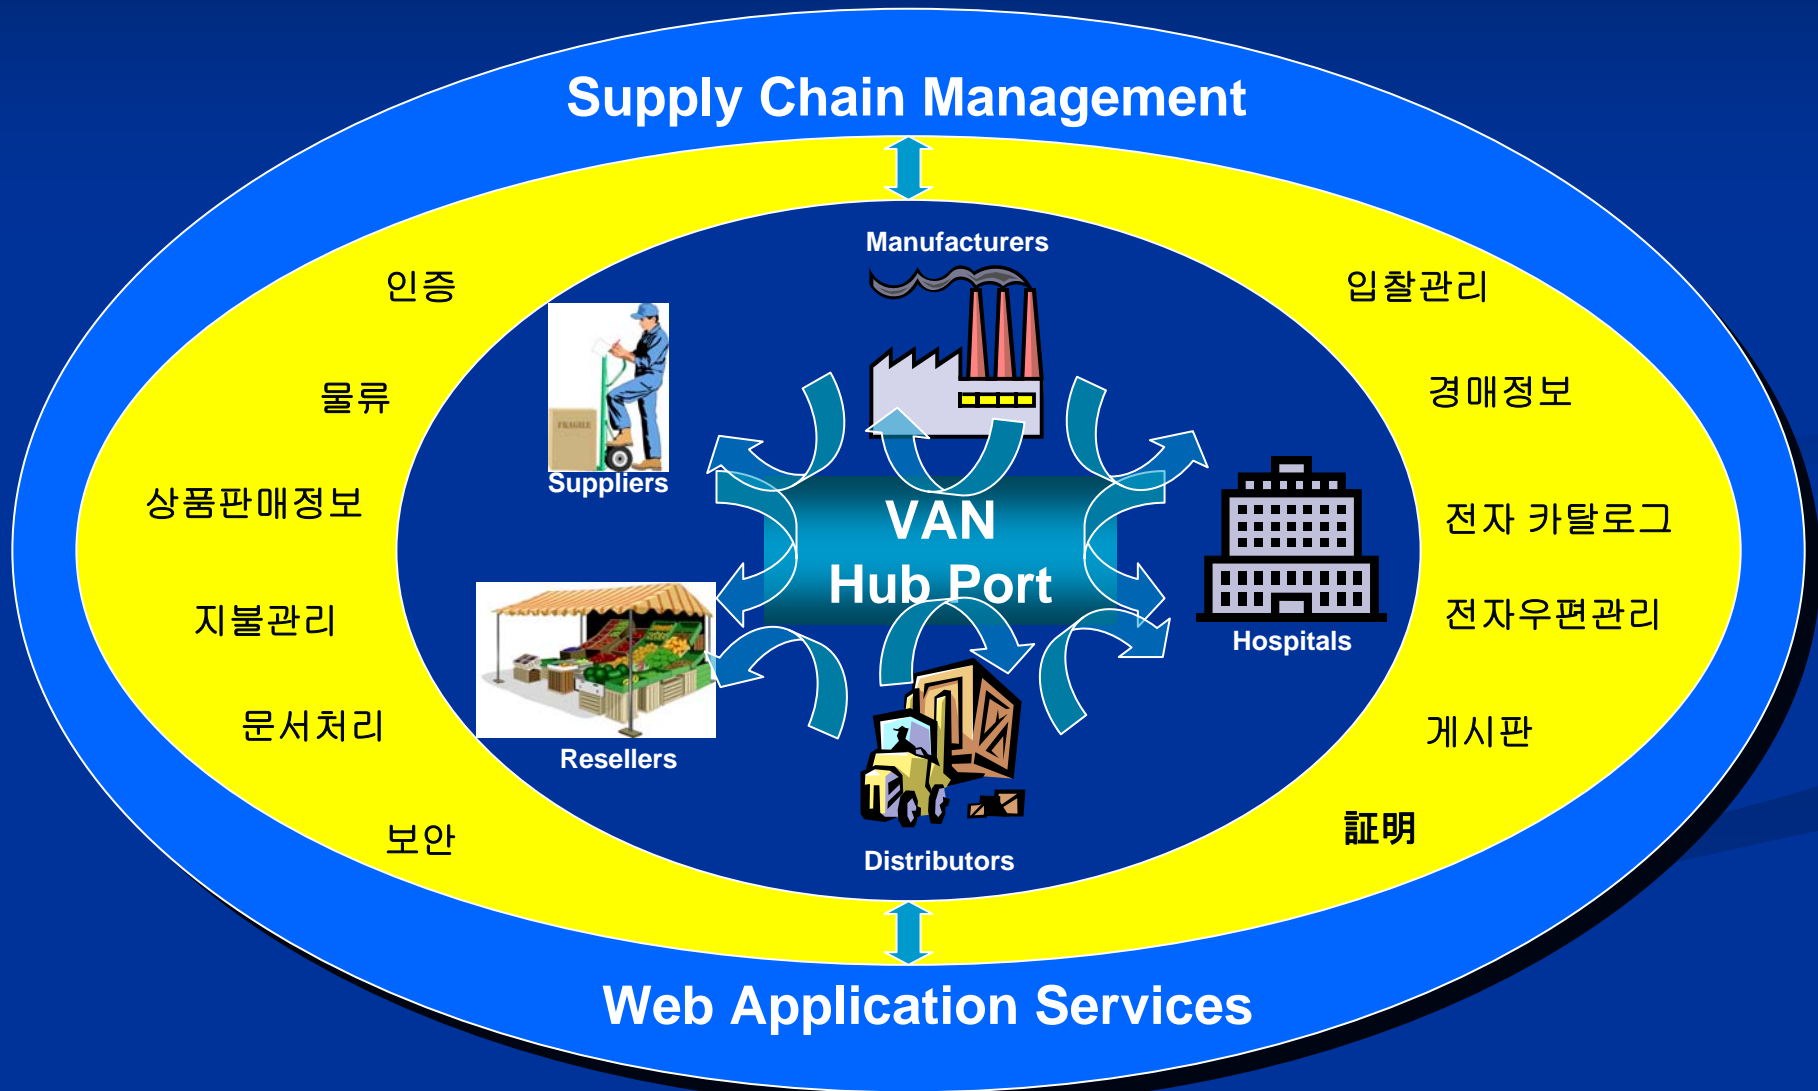 Supply Chain Management
Manufacturers
인증
입찰관리
물류
경매정보
FRAGILE
Suppliers
상품판매정보
VAN
Hub Port
전자 카탈로그
지불관리
전자우편관리
Hospitals
문서처리
게시판
Resellers
보안
証明
Distributors
Web Application Services